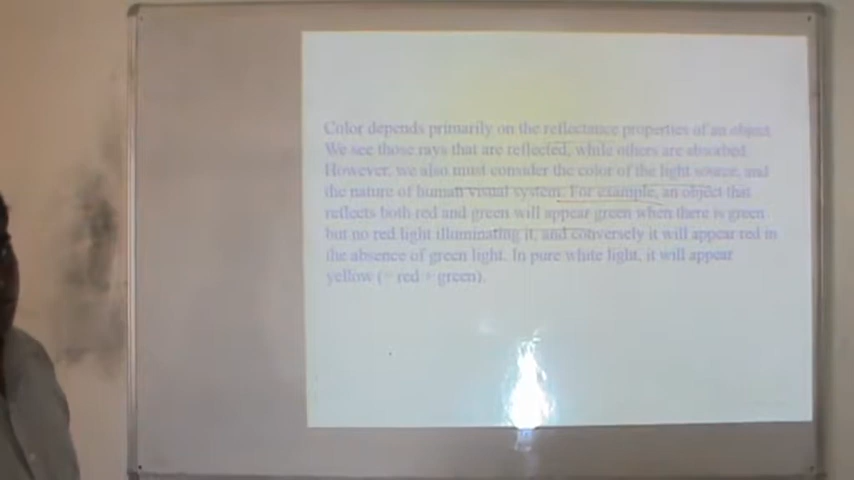 Color depends primarily on the reflectance properties of an object.
We see those rays that are reflected, while others are absorbed.
However, we also must consider the color of the light source, and
the nature of human visual system. For example, an object that
reflects both red and green will appear green when there is green
but no red light illuminating it, and conversely it will appear red in
the absence of green light. In pure white light, it will appear
yellow (= red + green).